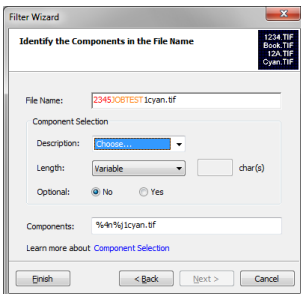 Filter Wizard
Identify the Components in the File Name
1234.TIF
Book.TIF
12A.TIF
Cyan.TIF
File Name: 2345JOBTEST1cyan.tif
Component Selection
Description: Choose...
Length: Variable char(s)
Optional: No Yes
Components: %4n%j1cyan.tif
Learn more about Component Selection
Finish < Back Next > Cancel